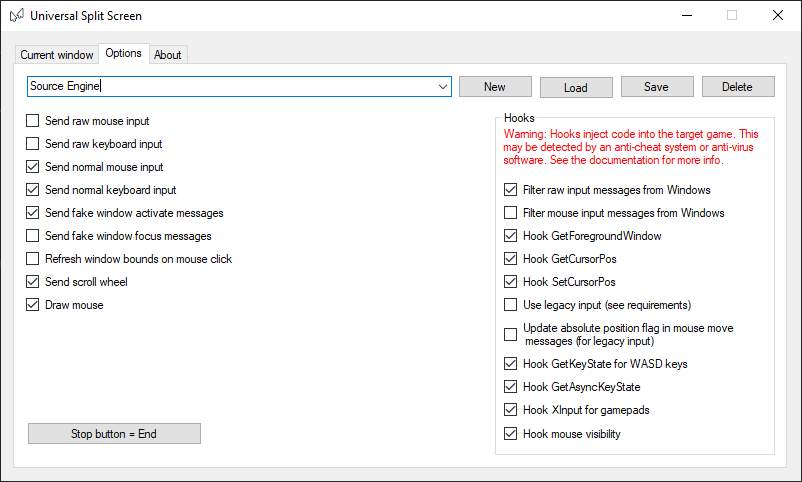 Universal Split Screen
Current window
Options
About
Source Engine
New
Load
Save
Delete
Send raw mouse input
Send raw keyboard input
Send normal mouse input
Send normal keyboard input
Send fake window activate messages
Send fake window focus messages
Refresh window bounds on mouse click
Send scroll wheel
Draw mouse
Stop button = End
Hooks
Warning: Hooks inject code into the target game. This
may be detected by an anti-cheat system or anti-virus
software. See the documentation for more info.
Filter raw input messages from Windows
Filter mouse input messages from Windows
Hook GetForegroundWindow
Hook GetCursorPos
Hook SetCursorPos
Use legacy input (see requirements)
Update absolute position flag in mouse move
messages (for legacy input)
Hook GetKeyState for WASD keys
Hook GetAsyncKeyState
Hook XInput for gamepads
Hook mouse visibility